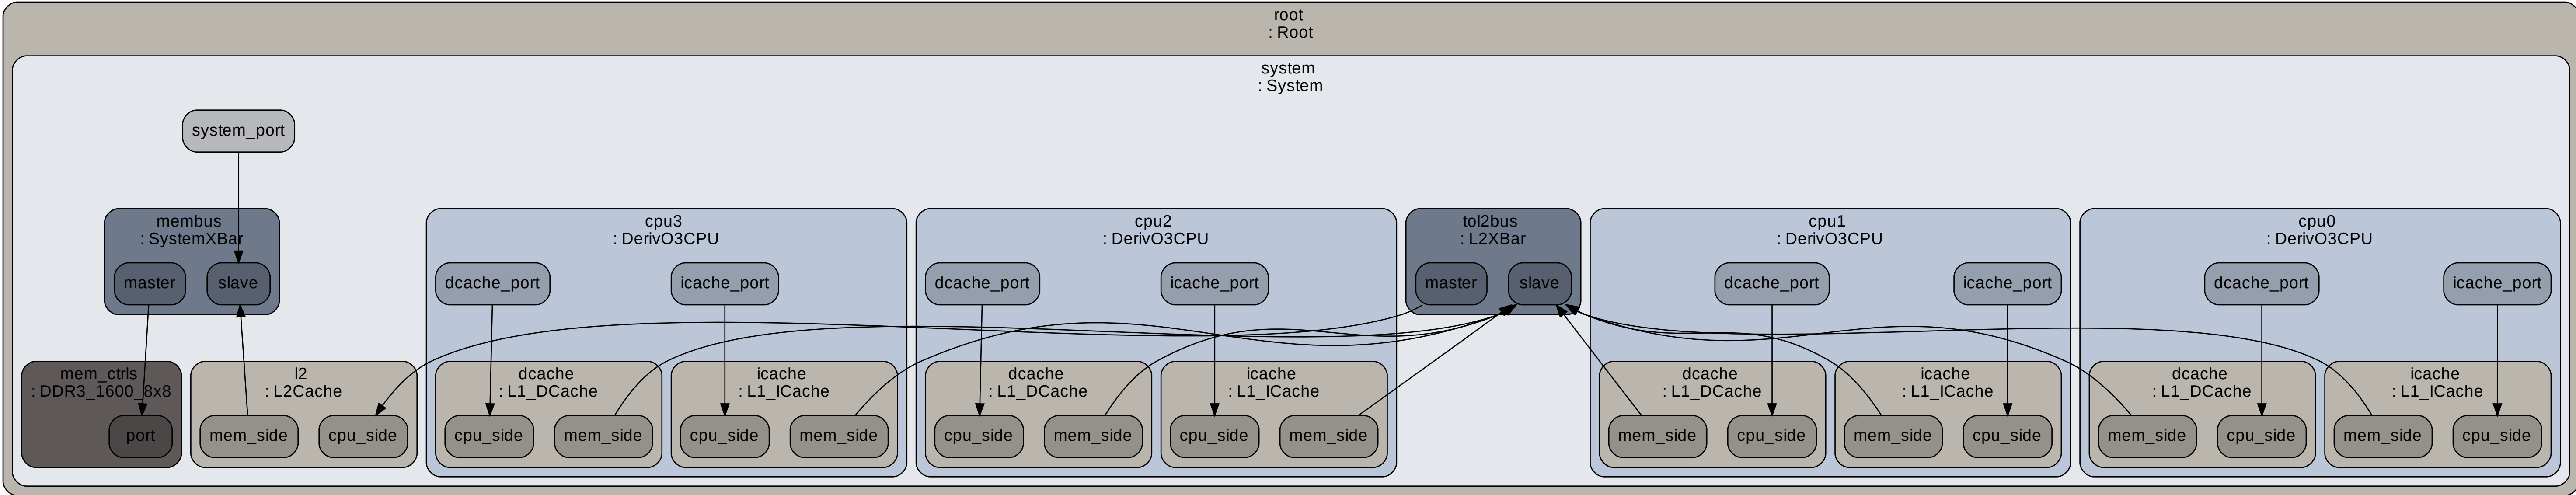 root
: Root
system
: System
system_port
membus
: SystemXBar
master
slave
cpu3
: DerivO3CPU
dcache_port
icache_port
cpu2
: DerivO3CPU
dcache_port
icache_port
tol2bus
: L2XBar
master
slave
cpu1
: DerivO3CPU
dcache_port
icache_port
cpu0
: DerivO3CPU
dcache_port
icache_port
mem_ctrls
: DDR3_1600_8x8
port
l2
: L2Cache
mem_side
cpu_side
dcache
: L1_DCache
cpu_side
mem_side
icache
: L1_ICache
cpu_side
mem_side
dcache
: L1_DCache
cpu_side
mem_side
icache
: L1_ICache
cpu_side
mem_side
dcache
: L1_DCache
mem_side
cpu_side
icache
: L1_ICache
mem_side
cpu_side
dcache
: L1_DCache
mem_side
cpu_side
icache
: L1_ICache
mem_side
cpu_side